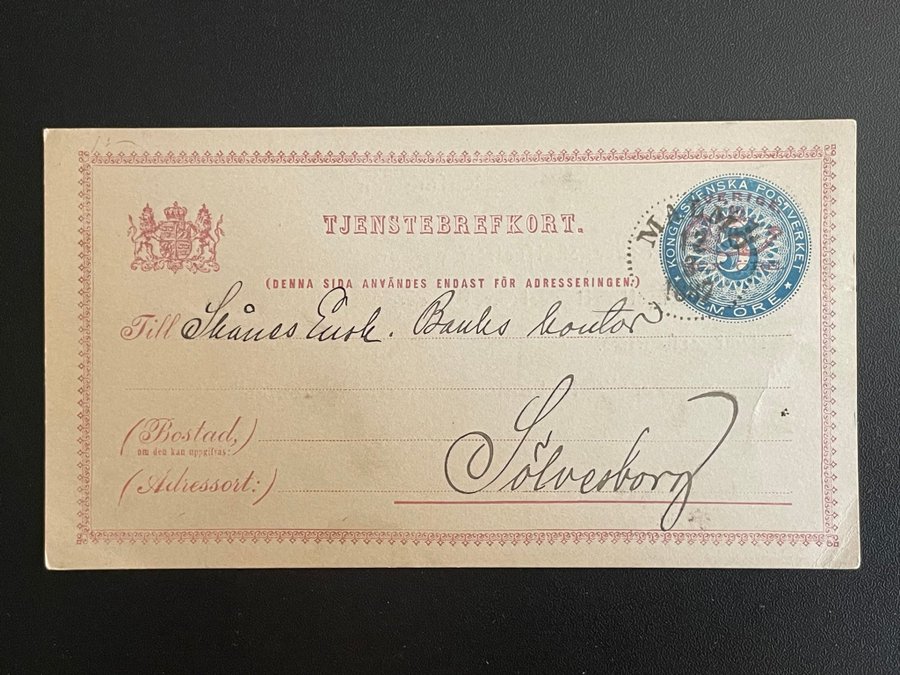 TJENSTEBREFKORT.
KONGL. SVENSKA POSTVERKET
SVERIGE
FEM ÖRE
(DENNA SIDA ANVÄNDES ENDAST FÖR ADRESSERINGEN.)
Till Skånes Ensk. Banks kontor
(Bostad,)
om den kan uppgifvas:
Sölvesborg
(Adressort:)